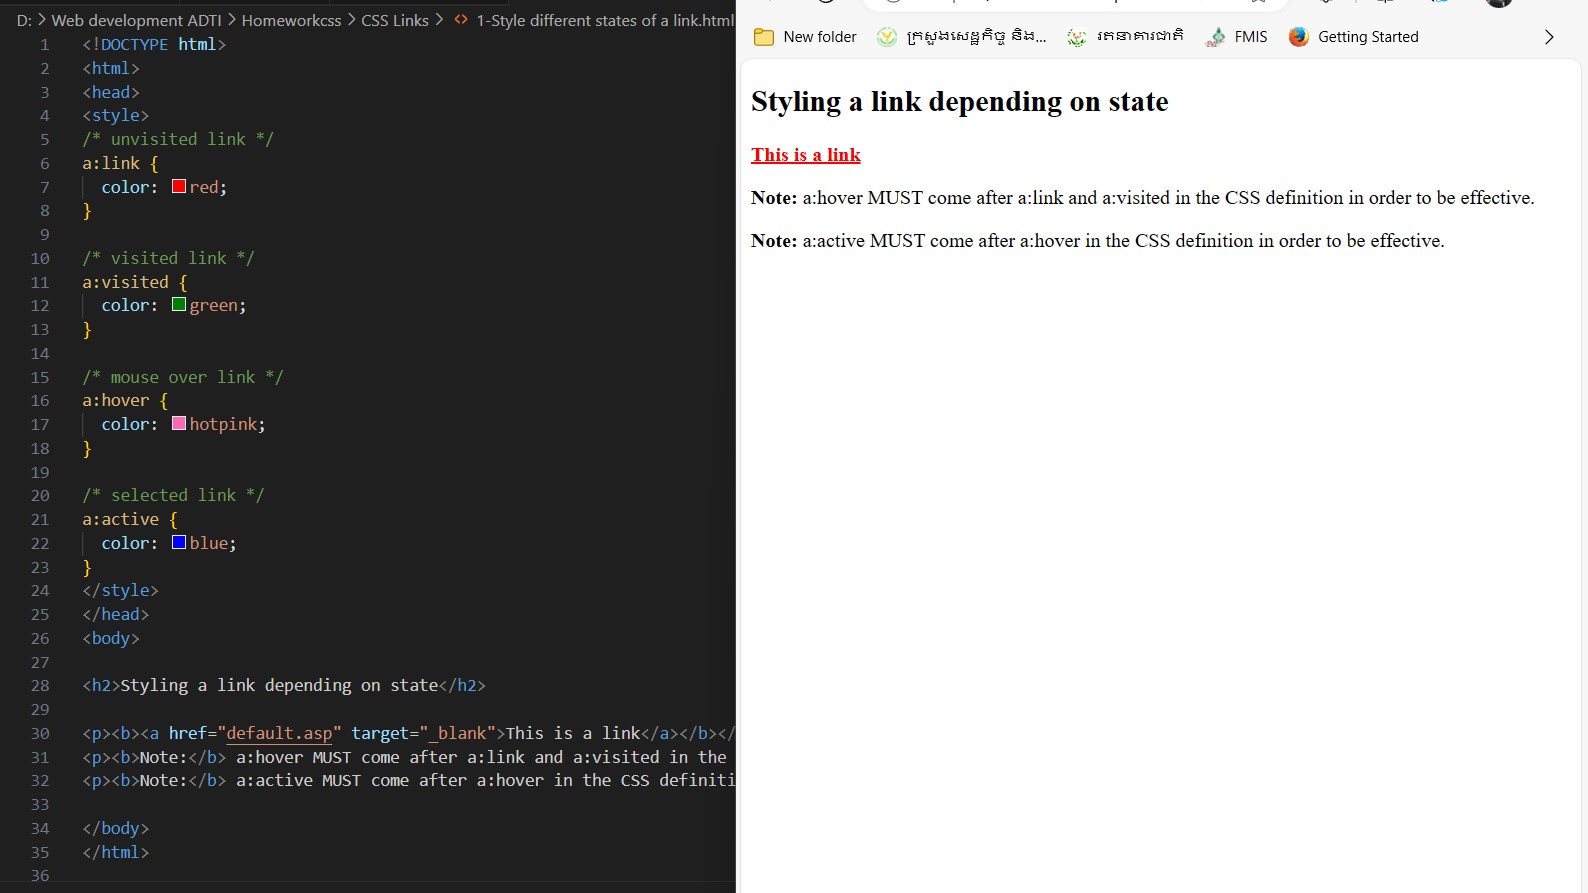 D: > Web development ADTI > Homeworkcss > CSS Links > <> 1-Style different states of a link.html
1 <!DOCTYPE html>
2 <html>
3 <head>
4 <style>
5 /* unvisited link */
6 a:link {
7 color: red;
8 }
9
10 /* visited link */
11 a:visited {
12 color: green;
13 }
14
15 /* mouse over link */
16 a:hover {
17 color: hotpink;
18 }
19
20 /* selected link */
21 a:active {
22 color: blue;
23 }
24 </style>
25 </head>
26 <body>
27
28 <h2>Styling a link depending on state</h2>
29
30 <p><b><a href="default.asp" target="_blank">This is a link</a></b></
31 <p><b>Note:</b> a:hover MUST come after a:link and a:visited in the
32 <p><b>Note:</b> a:active MUST come after a:hover in the CSS definiti
33
34 </body>
35 </html>
36
New folder ក្រសួងសេដ្ឋកិច្ច និង... រតនាគារជាតិ FMIS Getting Started
Styling a link depending on state
This is a link
Note: a:hover MUST come after a:link and a:visited in the CSS definition in order to be effective.
Note: a:active MUST come after a:hover in the CSS definition in order to be effective.